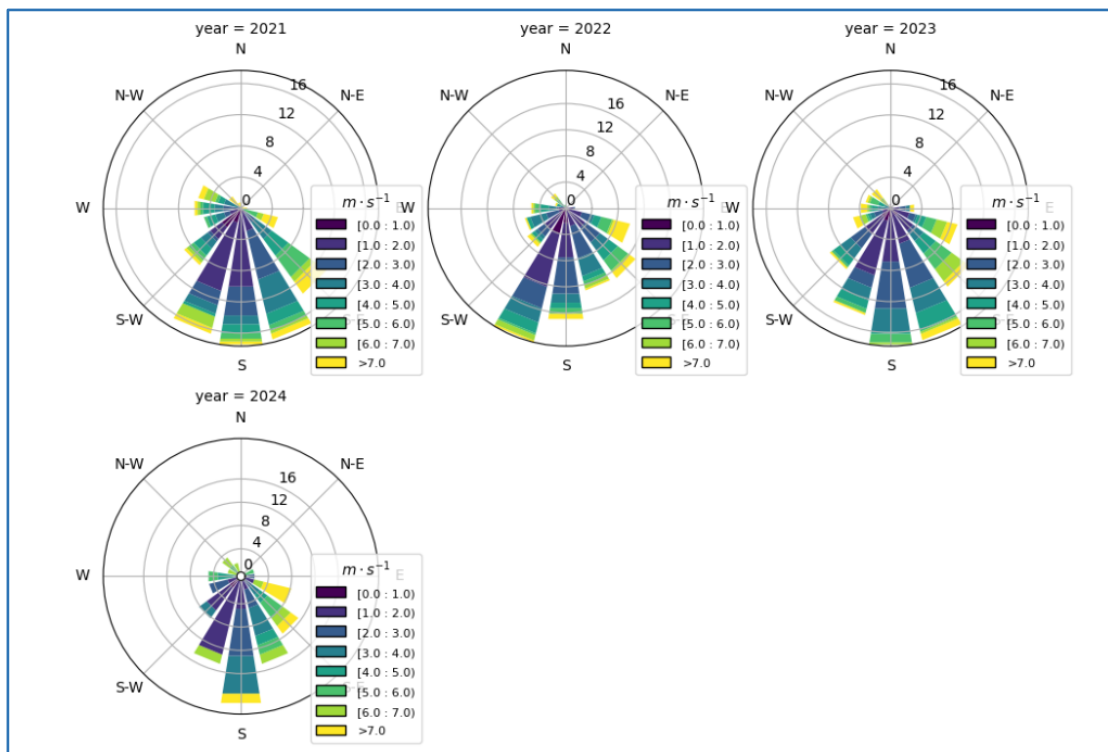 year = 2021
N
N-W
N-E
16
12
8
4
0
W
E
S-W
S
m · s⁻¹
[0.0 : 1.0)
[1.0 : 2.0)
[2.0 : 3.0)
[3.0 : 4.0)
[4.0 : 5.0)
[5.0 : 6.0)
[6.0 : 7.0)
>7.0
year = 2022
N
N-W
N-E
16
12
8
4
0
W
E
S-W
S-E
S
m · s⁻¹
[0.0 : 1.0)
[1.0 : 2.0)
[2.0 : 3.0)
[3.0 : 4.0)
[4.0 : 5.0)
[5.0 : 6.0)
[6.0 : 7.0)
>7.0
year = 2023
N
N-W
N-E
16
12
8
4
0
W
E
S-W
S-E
S
m · s⁻¹
[0.0 : 1.0)
[1.0 : 2.0)
[2.0 : 3.0)
[3.0 : 4.0)
[4.0 : 5.0)
[5.0 : 6.0)
[6.0 : 7.0)
>7.0
year = 2024
N
N-W
N-E
16
12
8
4
0
W
E
S-W
S-E
S
m · s⁻¹
[0.0 : 1.0)
[1.0 : 2.0)
[2.0 : 3.0)
[3.0 : 4.0)
[4.0 : 5.0)
[5.0 : 6.0)
[6.0 : 7.0)
>7.0